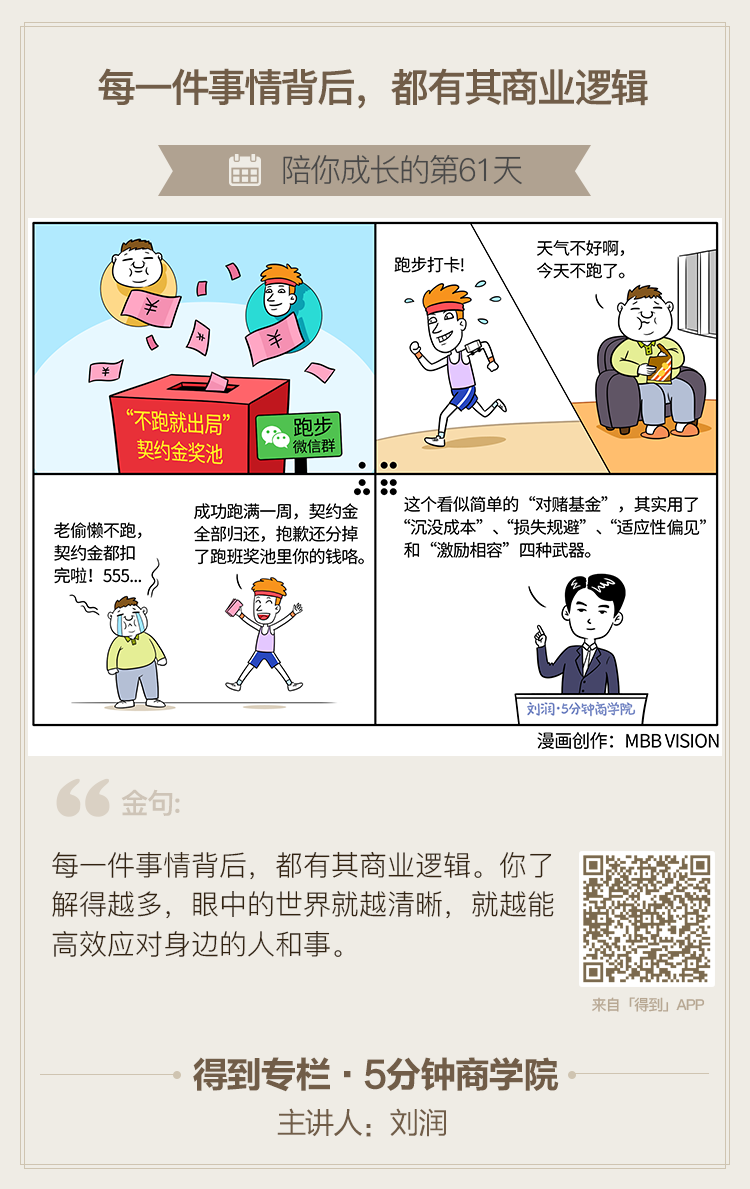 每一件事情背后，都有其商业逻辑
陪你成长的第61天
“不跑就出局”
契约金奖池
跑步
微信群
跑步打卡!
天气不好啊，
今天不跑了。
老偷懒不跑，
契约金都扣
完啦！555...
成功跑满一周，契约金
全部归还，抱歉还分掉
了跑班奖池里你的钱咯。
这个看似简单的“对赌基金”，其实用了
“沉没成本”、“损失规避”、“适应性偏见”
和“激励相容”四种武器。
刘润·5分钟商学院
漫画创作：MBB VISION
金句:
每一件事情背后，都有其商业逻辑。你了
解得越多，眼中的世界就越清晰，就越能
高效应对身边的人和事。
来自「得到」APP
得到专栏·5分钟商学院
主讲人：刘润